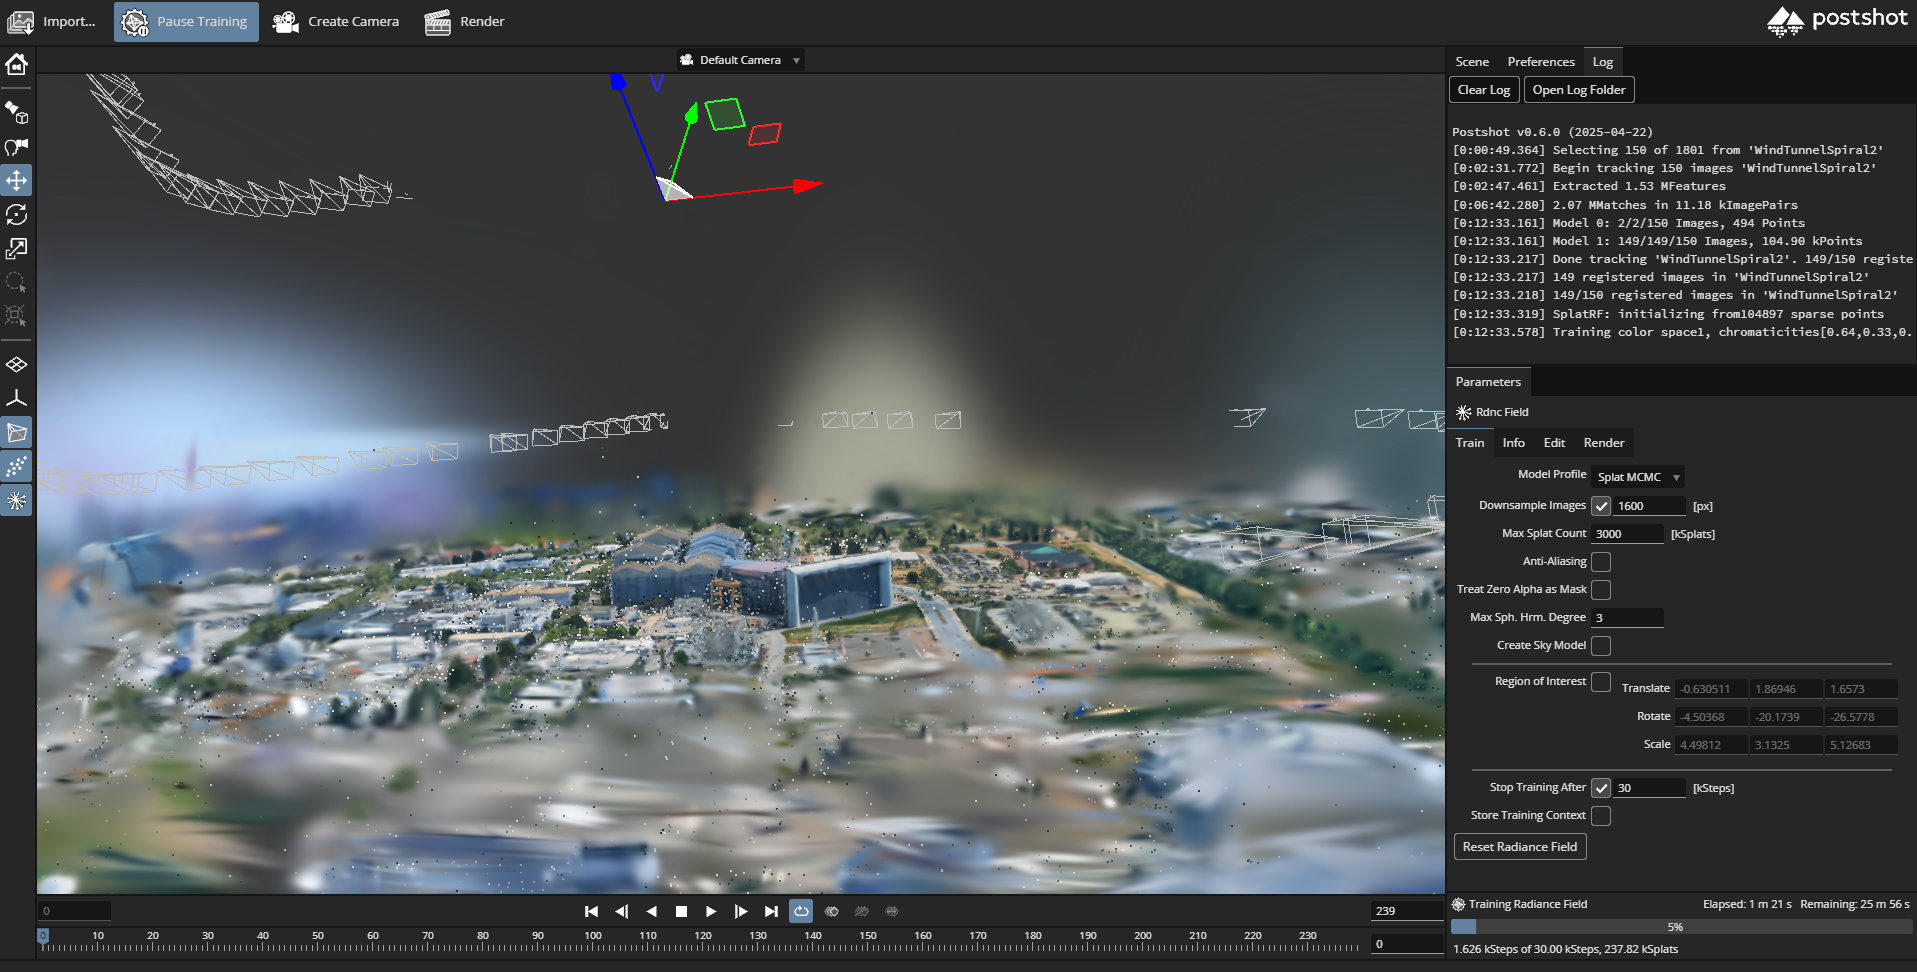 Import...
Pause Training
Create Camera
Render
postshot
Default Camera
Scene
Preferences
Log
Clear Log
Open Log Folder
Postshot v0.6.0 (2025-04-22)
[0:00:49.364] Selecting 150 of 1801 from 'WindTunnelSpiral2'
[0:02:31.772] Begin tracking 150 images 'WindTunnelSpiral2'
[0:02:47.461] Extracted 1.53 MFeatures
[0:06:42.280] 2.07 MMatches in 11.18 kImagePairs
[0:12:33.161] Model 0: 2/2/150 Images, 494 Points
[0:12:33.161] Model 1: 149/149/150 Images, 104.90 kPoints
[0:12:33.217] Done tracking 'WindTunnelSpiral2'. 149/150 registe
[0:12:33.217] 149 registered images in 'WindTunnelSpiral2'
[0:12:33.218] 149/150 registered images in 'WindTunnelSpiral2'
[0:12:33.319] SplatRF: initializing from104897 sparse points
[0:12:33.578] Training color space1, chromaticities[0.64,0.33,0.
Parameters
Rdnc Field
Train
Info
Edit
Render
Model Profile Splat MCMC
Downsample Images 1600 [px]
Max Splat Count 3000 [kSplats]
Anti-Aliasing
Treat Zero Alpha as Mask
Max Sph. Hrm. Degree 3
Create Sky Model
Region of Interest Translate -0.630511 1.86946 1.6573
Rotate -4.50368 -20.1739 -26.5778
Scale 4.49812 3.1325 5.12683
Stop Training After 30 [kSteps]
Store Training Context
Reset Radiance Field
Training Radiance Field Elapsed: 1 m 21 s Remaining: 25 m 56 s
5%
1.626 kSteps of 30.00 kSteps, 237.82 kSplats
0
239
0 10 20 30 40 50 60 70 80 90 100 110 120 130 140 150 160 170 180 190 200 210 220 230
0